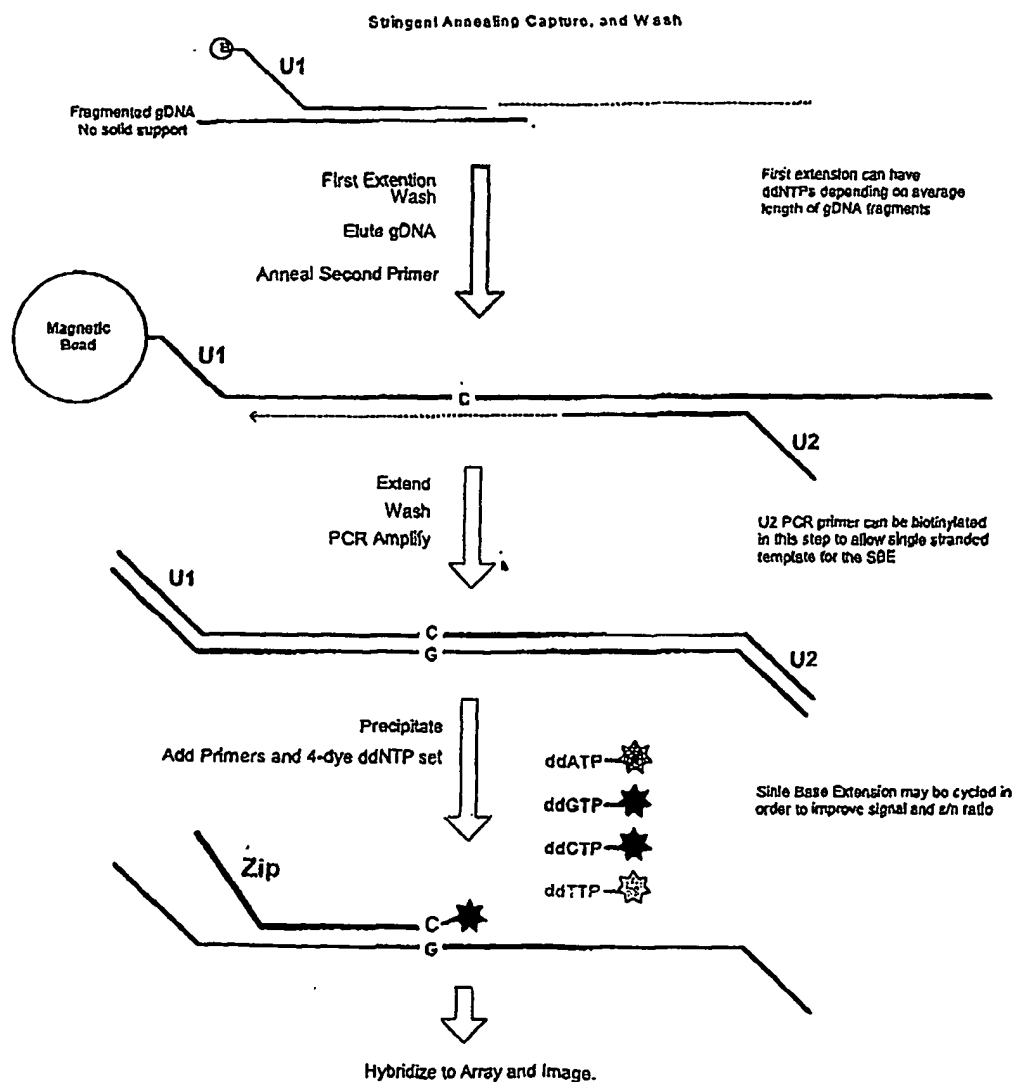 Stringent Annealing Capture, and Wash
B
U1
Fragmented gDNA
No solid support
First Extention
Wash
Elute gDNA
Anneal Second Primer
First extension can have
ddNTPs depending on average
length of gDNA fragments
Magnetic
Bead
U1
C
U2
Extend
Wash
PCR Amplify
U2 PCR primer can be biotinylated
in this step to allow single stranded
template for the SBE
U1
C
G
U2
Precipitate
Add Primers and 4-dye ddNTP set
ddATP
ddGTP
ddCTP
ddTTP
Sinle Base Extension may be cycled in
order to improve signal and s/n ratio
Zip
C
G
Hybridize to Array and Image.